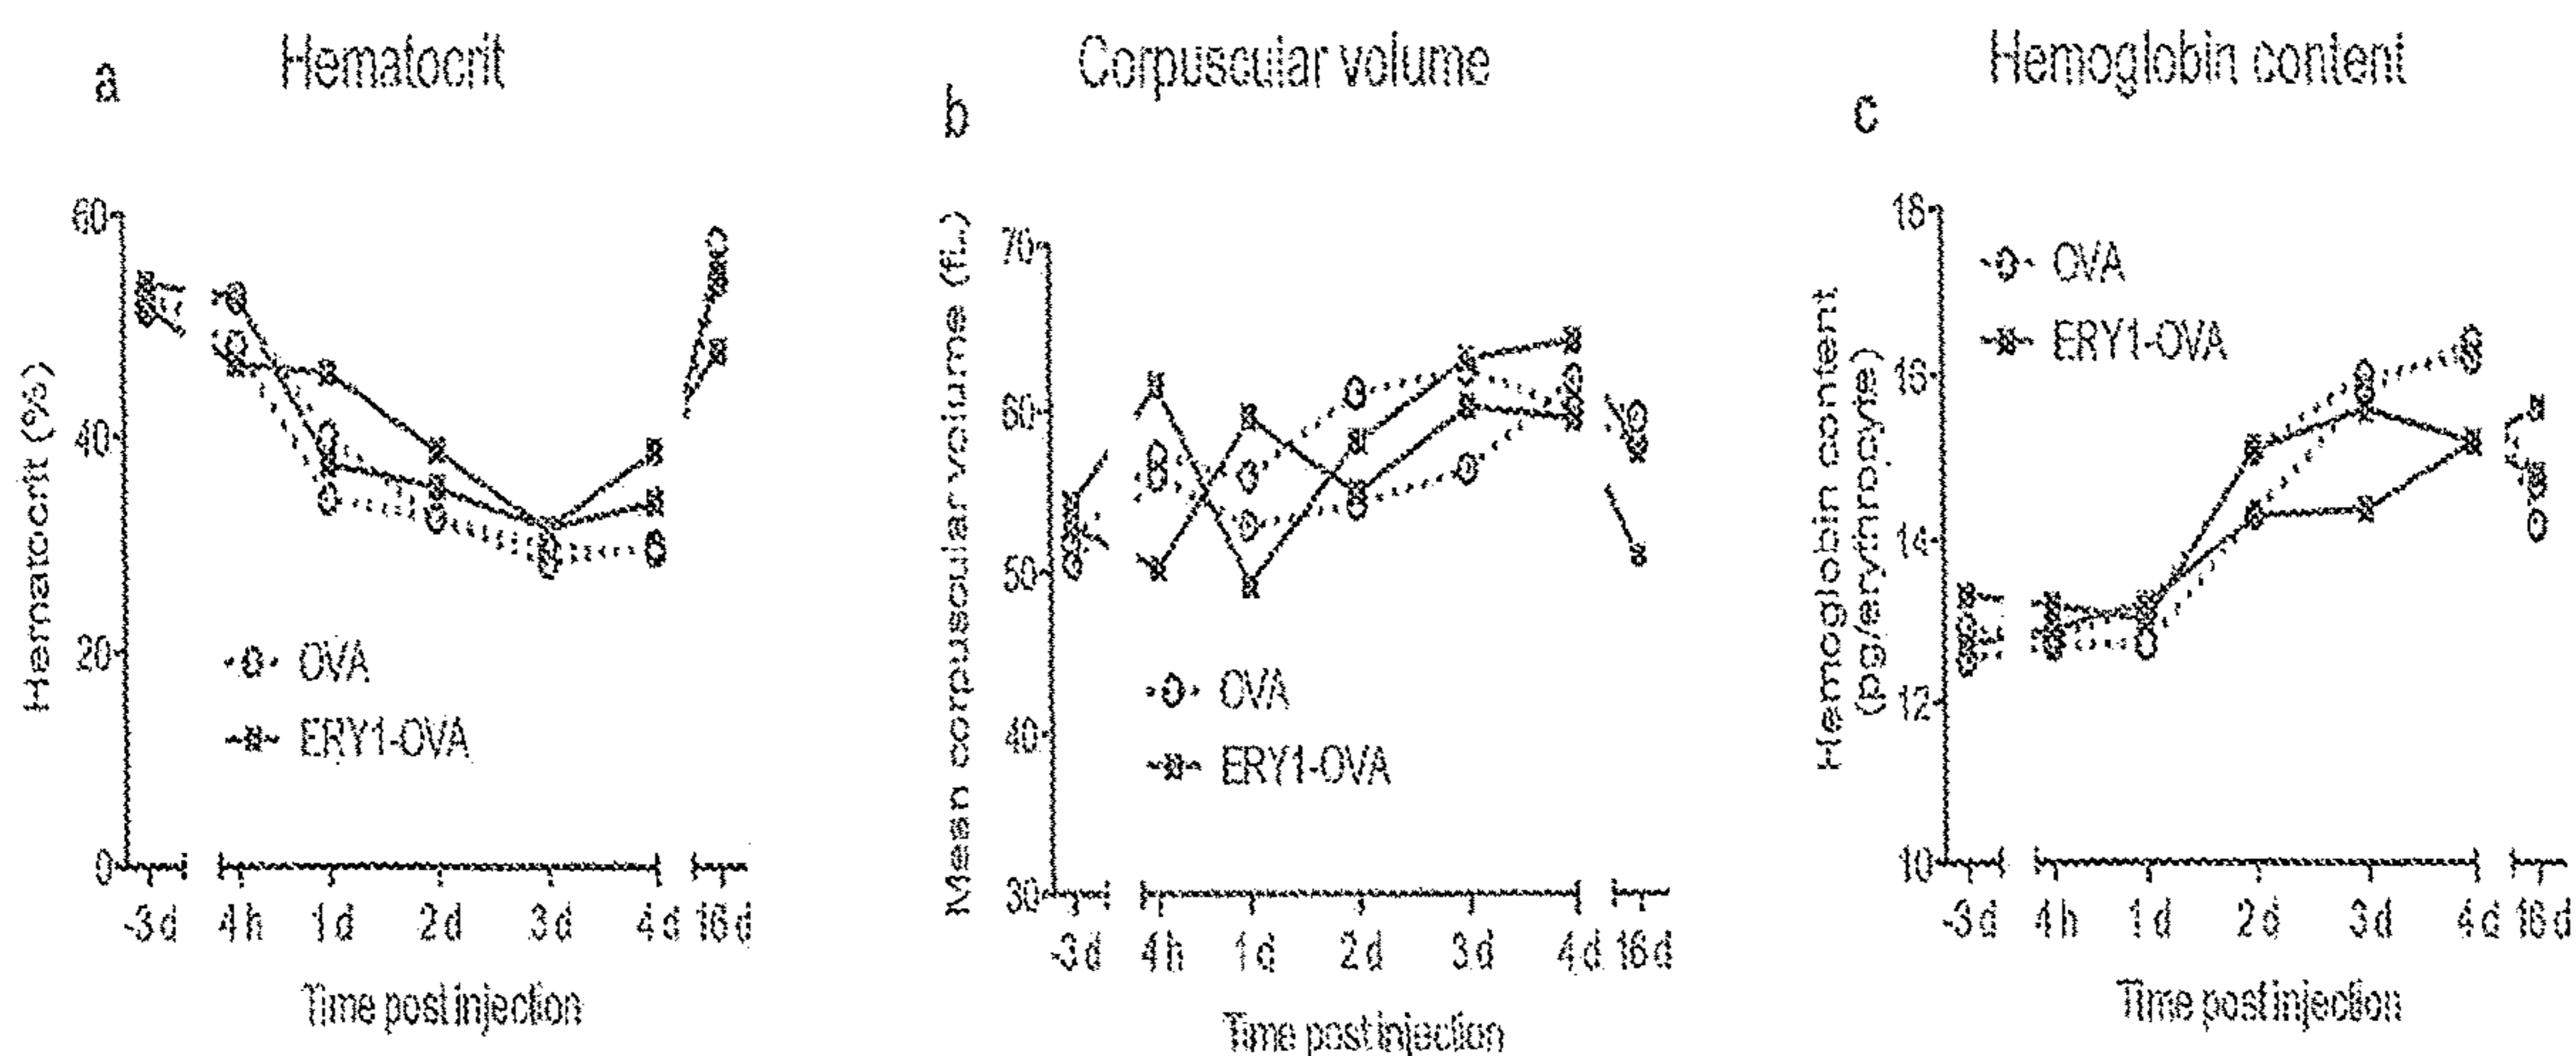 a
Hematocrit
Hematocrit (%)
60
40
20
0
OVA
ERY1-OVA
-3d 4h 1d 2d 3d 4d 16d
Time post injection
b
Corpuscular volume
Mean corpuscular volume (fL)
70
60
50
40
30
OVA
ERY1-OVA
-3d 4h 1d 2d 3d 4d 16d
Time post injection
c
Hemoglobin content
Hemoglobin content
(pg/erythrocyte)
18
16
14
12
10
OVA
ERY1-OVA
-3d 4h 1d 2d 3d 4d 16d
Time post injection